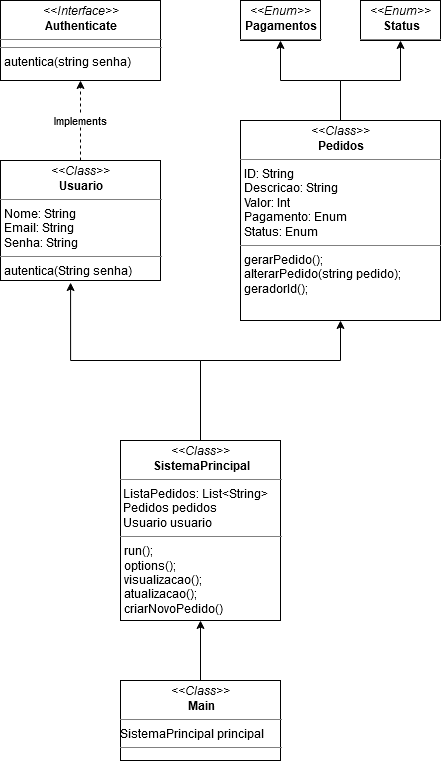 <<Interface>>
Authenticate
autentica(string senha)
<<Enum>>
Pagamentos
<<Enum>>
Status
Implements
<<Class>>
Usuario
Nome: String
Email: String
Senha: String
autentica(String senha)
<<Class>>
Pedidos
ID: String
Descricao: String
Valor: Int
Pagamento: Enum
Status: Enum
gerarPedido();
alterarPedido(string pedido);
geradorId();
<<Class>>
SistemaPrincipal
ListaPedidos: List<String>
Pedidos pedidos
Usuario usuario
run();
options();
visualizacao();
atualizacao();
criarNovoPedido()
<<Class>>
Main
SistemaPrincipal principal